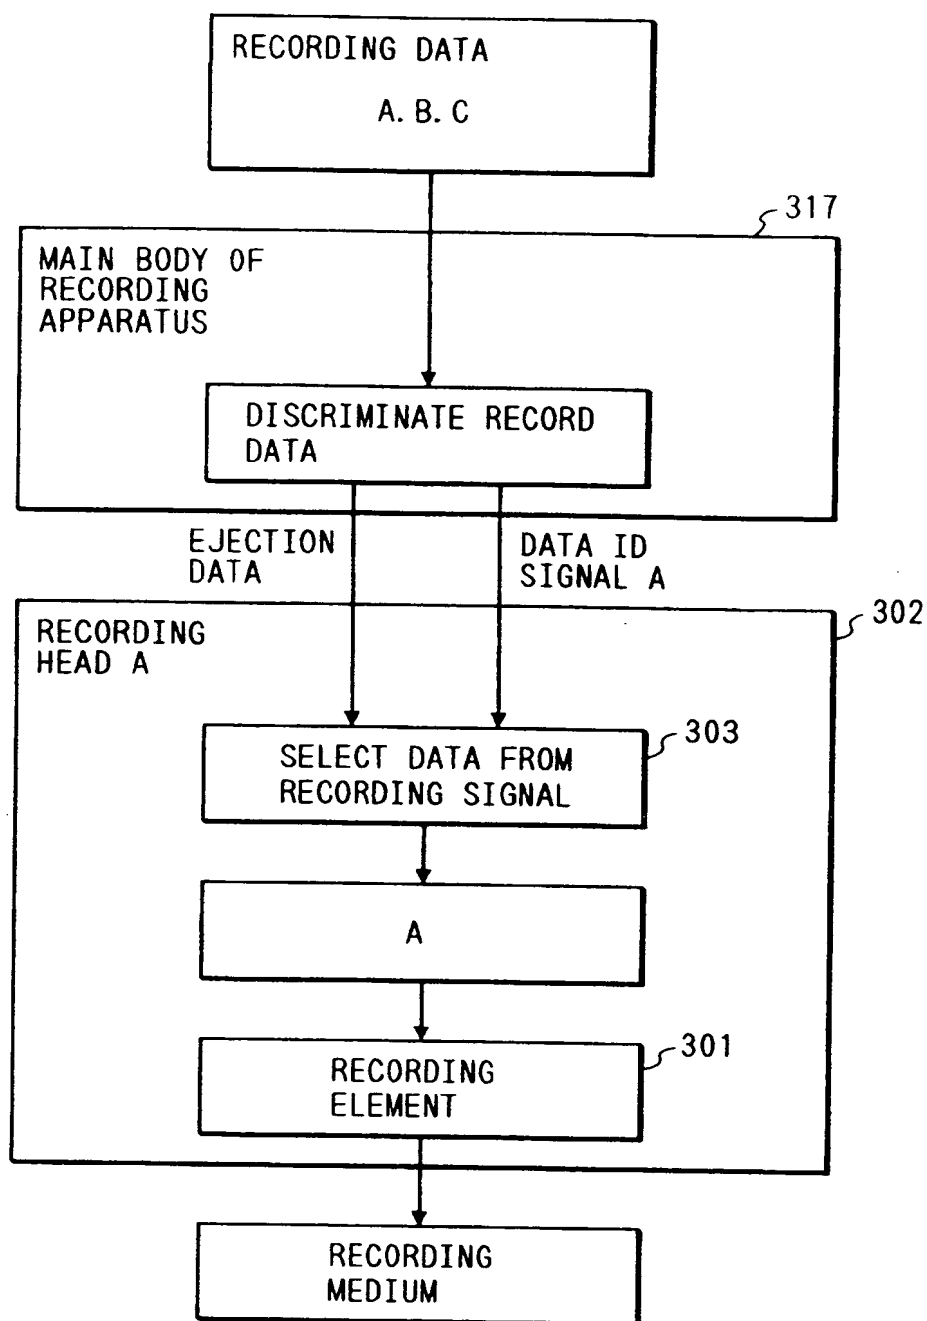 RECORDING DATA
A.B.C
317
MAIN BODY OF
RECORDING
APPARATUS
DISCRIMINATE RECORD
DATA
EJECTION
DATA
DATA ID
SIGNAL A
302
RECORDING
HEAD A
303
SELECT DATA FROM
RECORDING SIGNAL
A
301
RECORDING
ELEMENT
RECORDING
MEDIUM